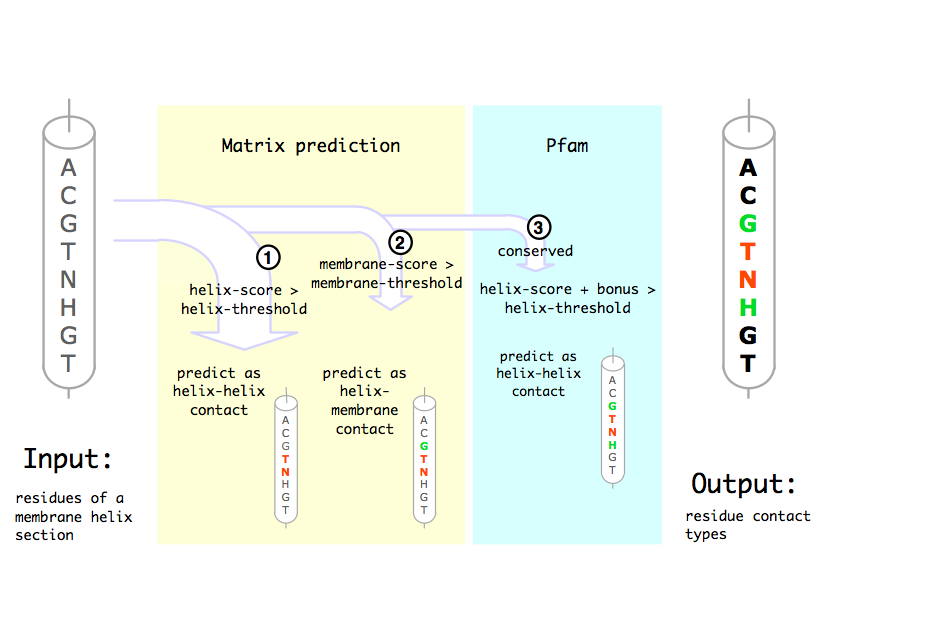 A
C
G
T
N
H
G
T
Input:
residues of a
membrane helix
section
Matrix prediction
1
helix-score >
helix-threshold
predict as
helix-helix
contact
A
C
G
T
N
H
G
T
2
membrane-score >
membrane-threshold
predict as
helix-
membrane
contact
A
C
G
T
N
H
G
T
Pfam
3
conserved
helix-score + bonus >
helix-threshold
predict as
helix-helix
contact
A
C
G
T
N
H
G
T
A
C
G
T
N
H
G
T
Output:
residue contact
types